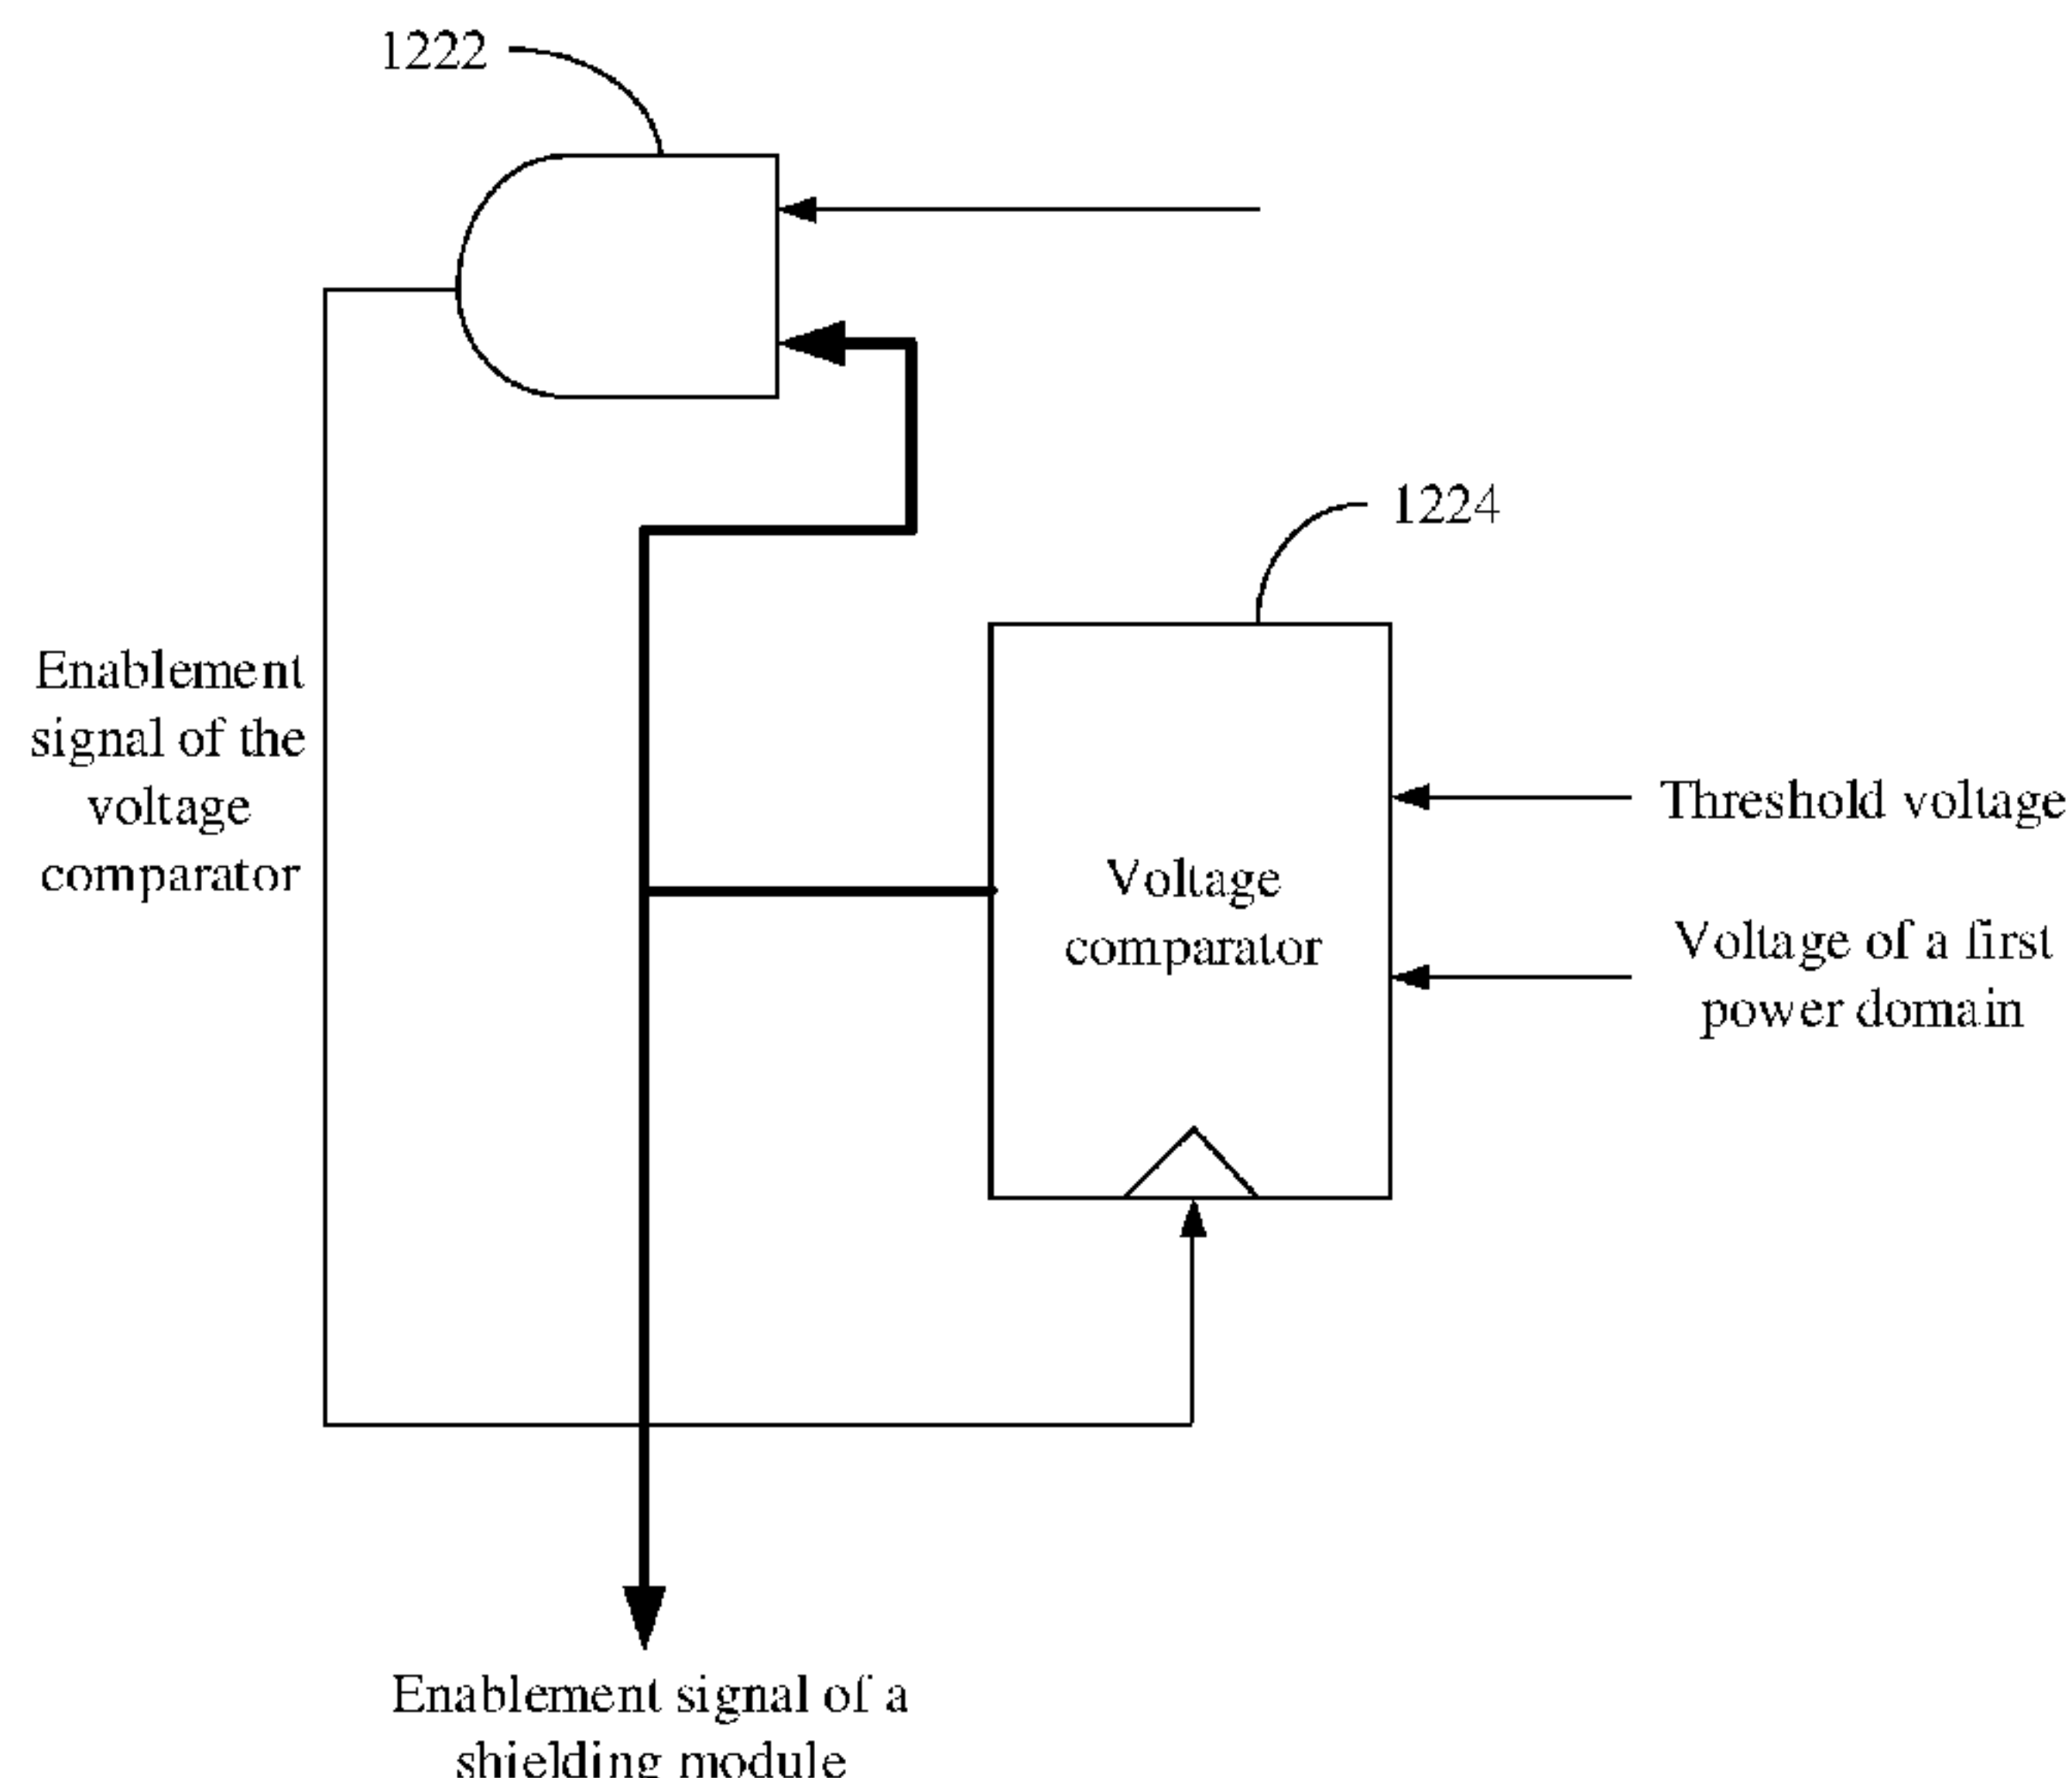 1222
1224
Enablement
signal of the
voltage
comparator
Threshold voltage
Voltage
comparator
Voltage of a first
power domain
Enablement signal of a
shielding module